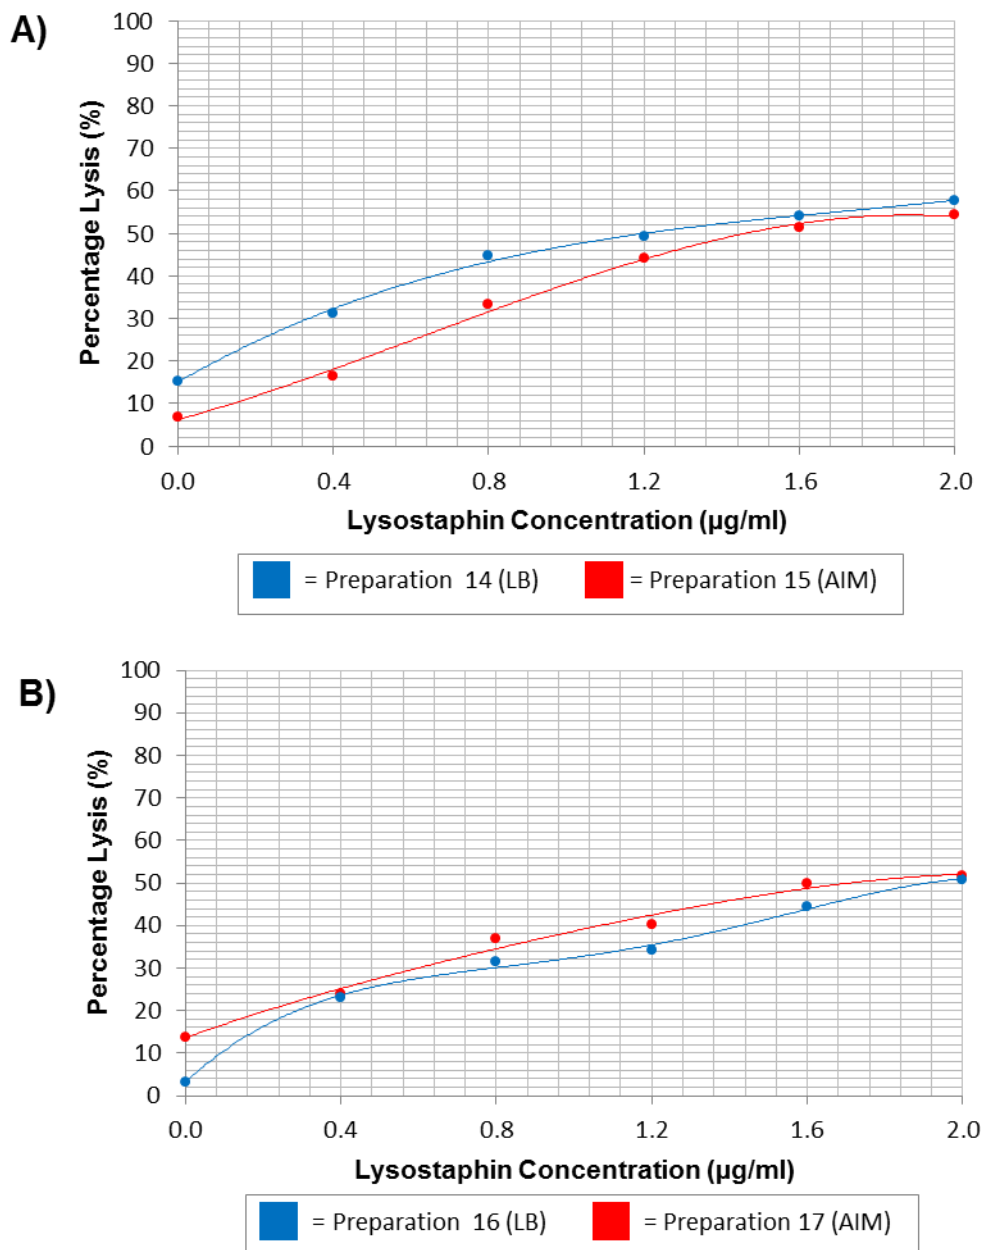 A)
Percentage Lysis (%)
100
90
80
70
60
50
40
30
20
10
0
0.0 0.4 0.8 1.2 1.6 2.0
Lysostaphin Concentration (µg/ml)
= Preparation 14 (LB) = Preparation 15 (AIM)
B)
Percentage Lysis (%)
100
90
80
70
60
50
40
30
20
10
0
0.0 0.4 0.8 1.2 1.6 2.0
Lysostaphin Concentration (µg/ml)
= Preparation 16 (LB) = Preparation 17 (AIM)